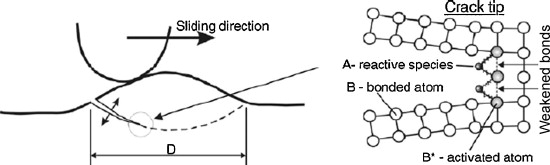 Sliding direction
D
Crack tip
A- reactive species
B - bonded atom
B* - activated atom
Weakened bonds